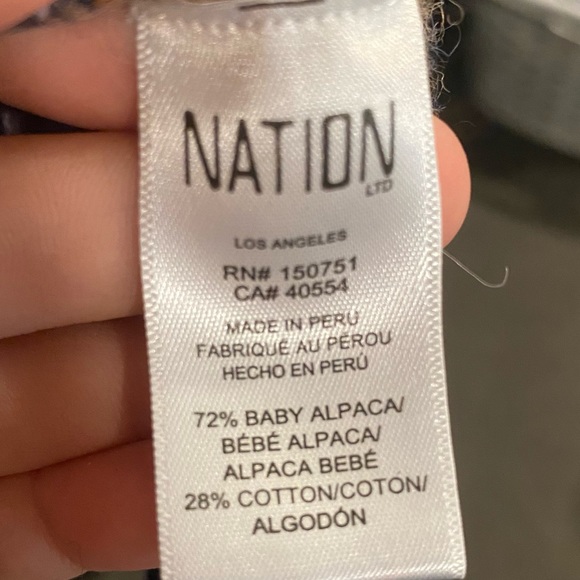 NATION
LTD
LOS ANGELES
RN# 150751
CA# 40554
MADE IN PERU
FABRIQUÉ AU PÉROU
HECHO EN PERÚ
72% BABY ALPACA/
BÉBÉ ALPACA/
ALPACA BEBÉ
28% COTTON/COTON/
ALGODÓN